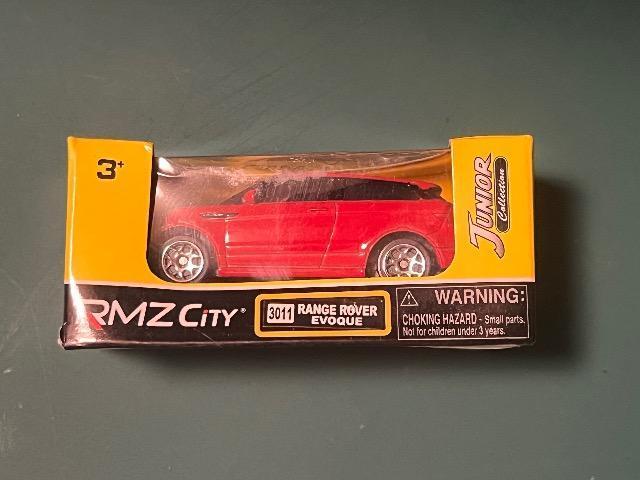 3+
JUNIOR
Collection
RMZ CiTY®
3011 RANGE ROVER
EVOQUE
WARNING:
CHOKING HAZARD - Small parts.
Not for children under 3 years.